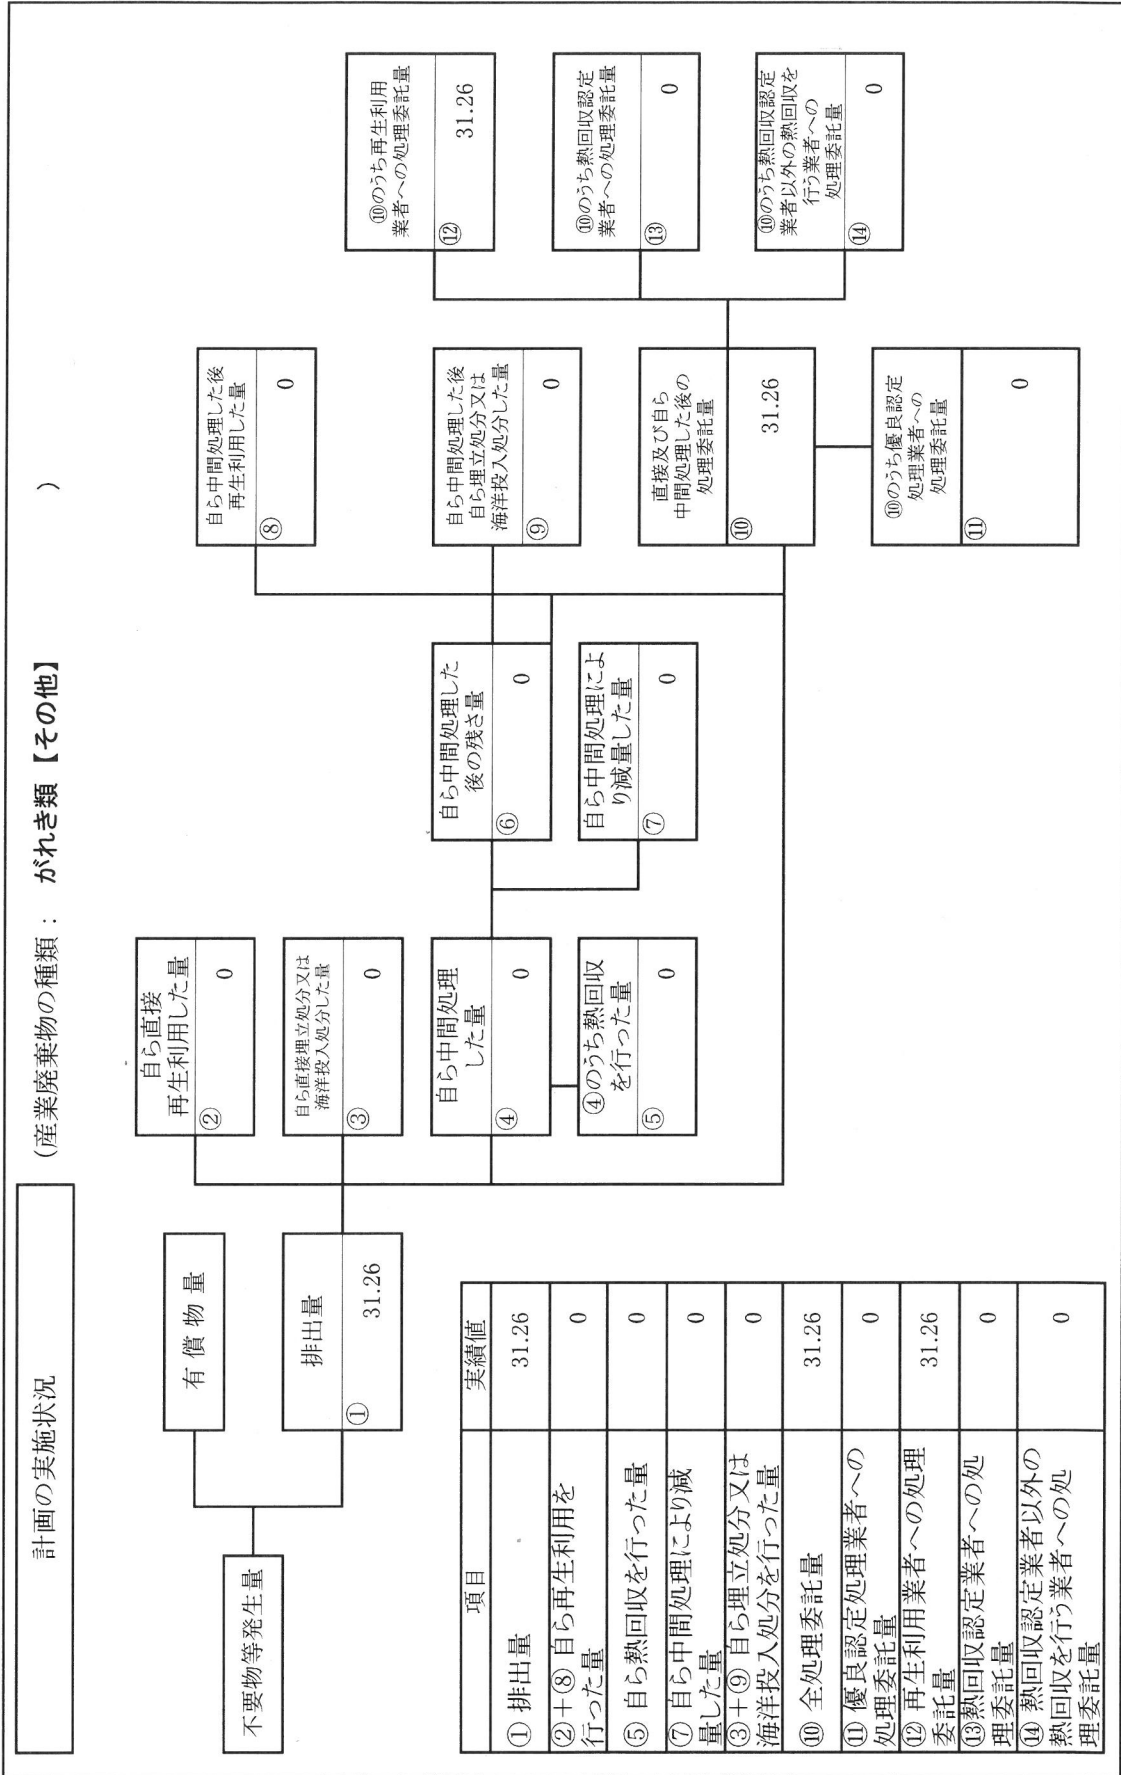 計画の実施状況
(産業廃棄物の種類： がれき類【その他】 )
不要物等発生量
有償物量
排出量
① 31.26
自ら直接
再生利用した量
② 0
自ら直接埋立処分又は
海洋投入処分した量
③ 0
自ら中間処理
した量
④ 0
④のうち熱回収
を行った量
⑤ 0
自ら中間処理した
後の残さ量
⑥ 0
自ら中間処理によ
り減量した量
⑦ 0
自ら中間処理した後
再生利用した量
⑧ 0
自ら中間処理した後
自ら埋立処分又は
海洋投入処分した量
⑨ 0
直接及び自ら
中間処理した後の
処理委託量
⑩ 31.26
⑩のうち優良認定
処理業者への
処理委託量
⑪ 0
⑩のうち再生利用
業者への処理委託量
⑫ 31.26
⑩のうち熱回収認定
業者への処理委託量
⑬ 0
⑩のうち熱回収認定
業者以外の熱回収を
行う業者への
処理委託量
⑭ 0
項目 実績値
① 排出量 31.26
②＋⑧ 自ら再生利用を
行った量 0
⑤ 自ら熱回収を行った量 0
⑦ 自ら中間処理により減
量した量 0
③＋⑨ 自ら埋立処分又は
海洋投入処分を行った量 0
⑩ 全処理委託量 31.26
⑪ 優良認定処理業者への
処理委託量 0
⑫ 再生利用業者への処理
委託量 31.26
⑬熱回収認定業者への処
理委託量 0
⑭ 熱回収認定業者以外の
熱回収を行う業者への処
理委託量 0